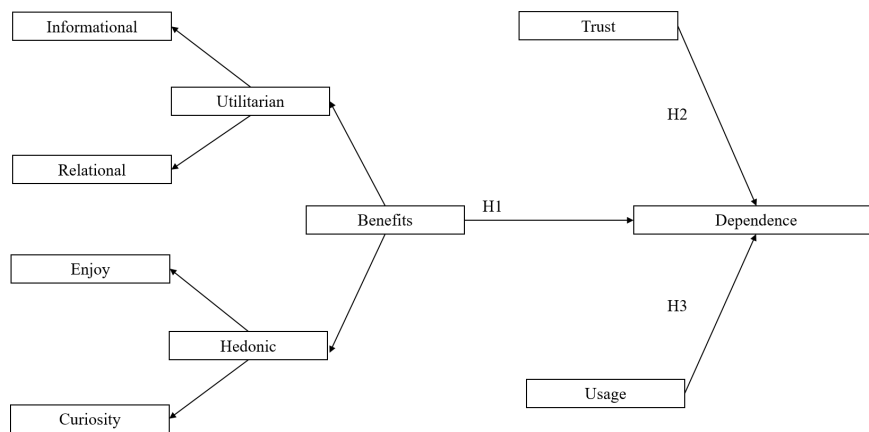 Informational
Trust
Utilitarian
H2
Relational
H1
Benefits
Dependence
Enjoy
H3
Hedonic
Usage
Curiosity